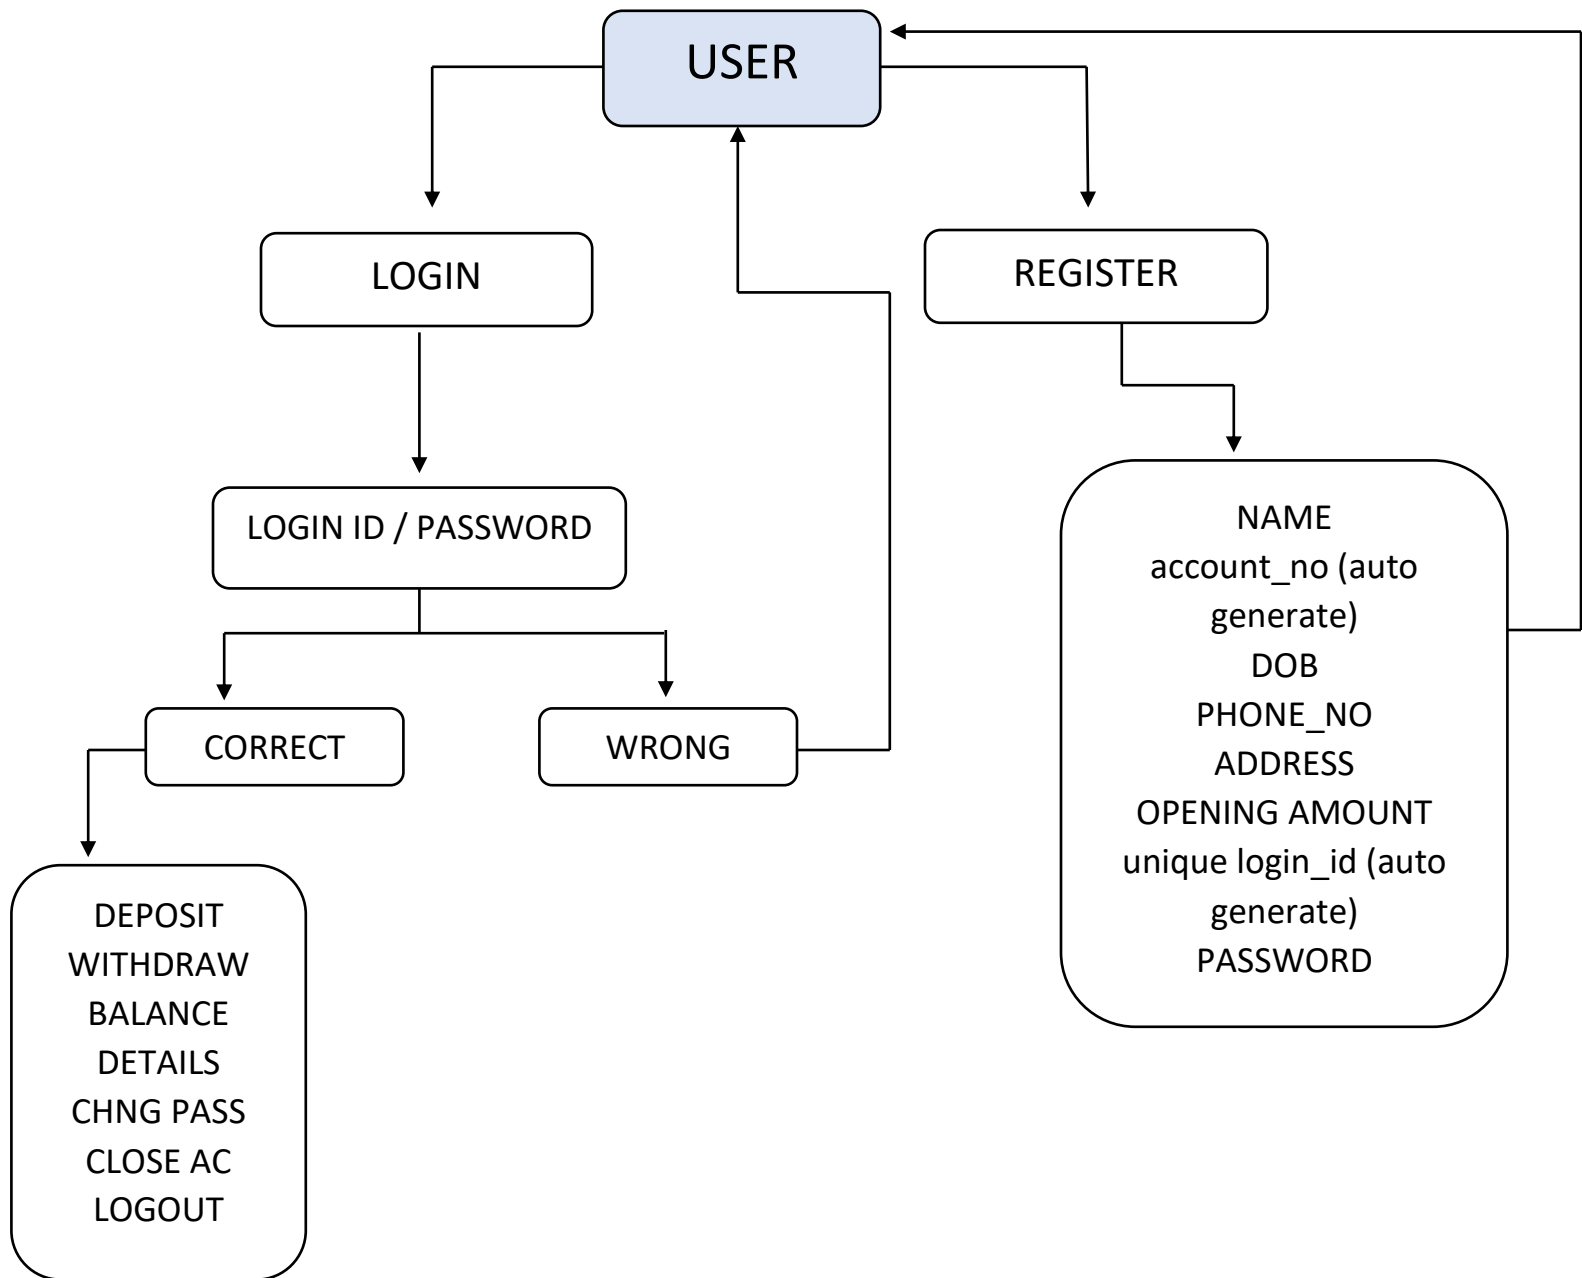 USER
LOGIN
REGISTER
LOGIN ID / PASSWORD
NAME
account_no (auto
generate)
DOB
PHONE_NO
ADDRESS
OPENING AMOUNT
unique login_id (auto
generate)
PASSWORD
CORRECT
WRONG
DEPOSIT
WITHDRAW
BALANCE
DETAILS
CHNG PASS
CLOSE AC
LOGOUT